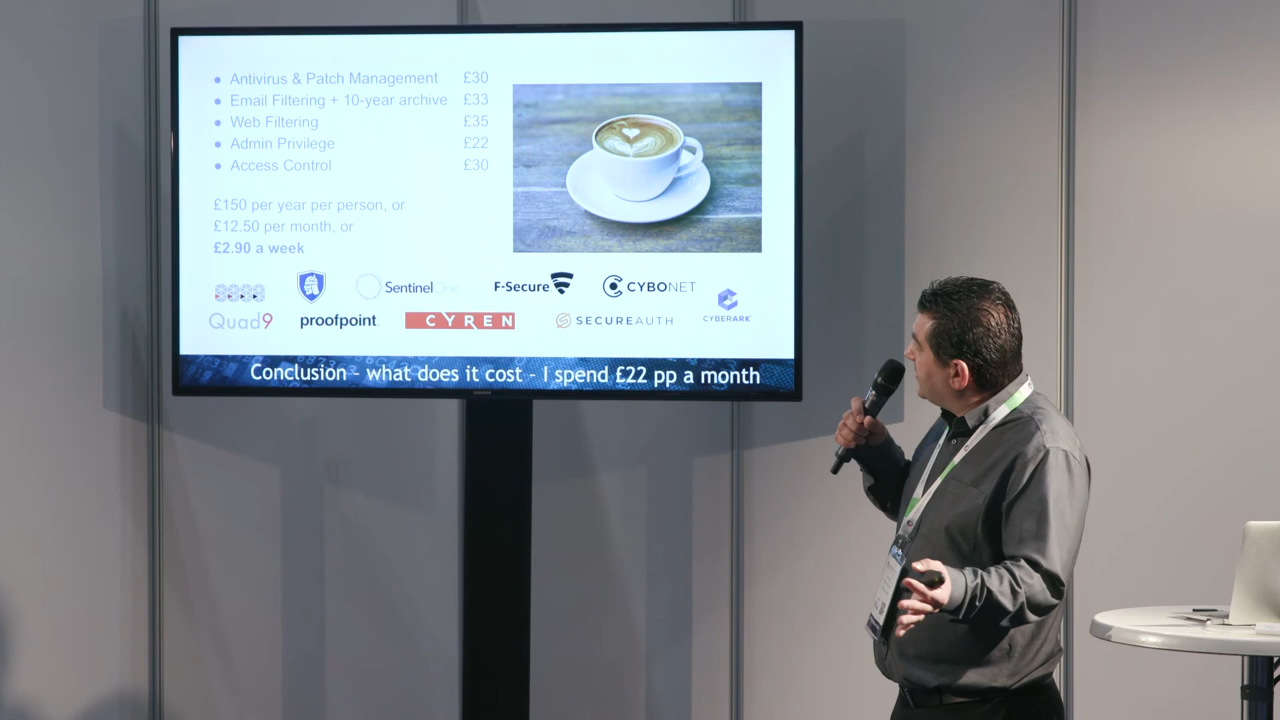 Antivirus & Patch Management £30
Email Filtering + 10-year archive £33
Web Filtering £35
Admin Privilege £22
Access Control £30
£150 per year per person, or
£12.50 per month, or
£2.90 a week
SentinelOne
F-Secure
CYBONET
Quad9
proofpoint
CYREN
SECUREAUTH
CYBERARK
Conclusion - what does it cost - I spend £22 pp a month
SAMSUNG